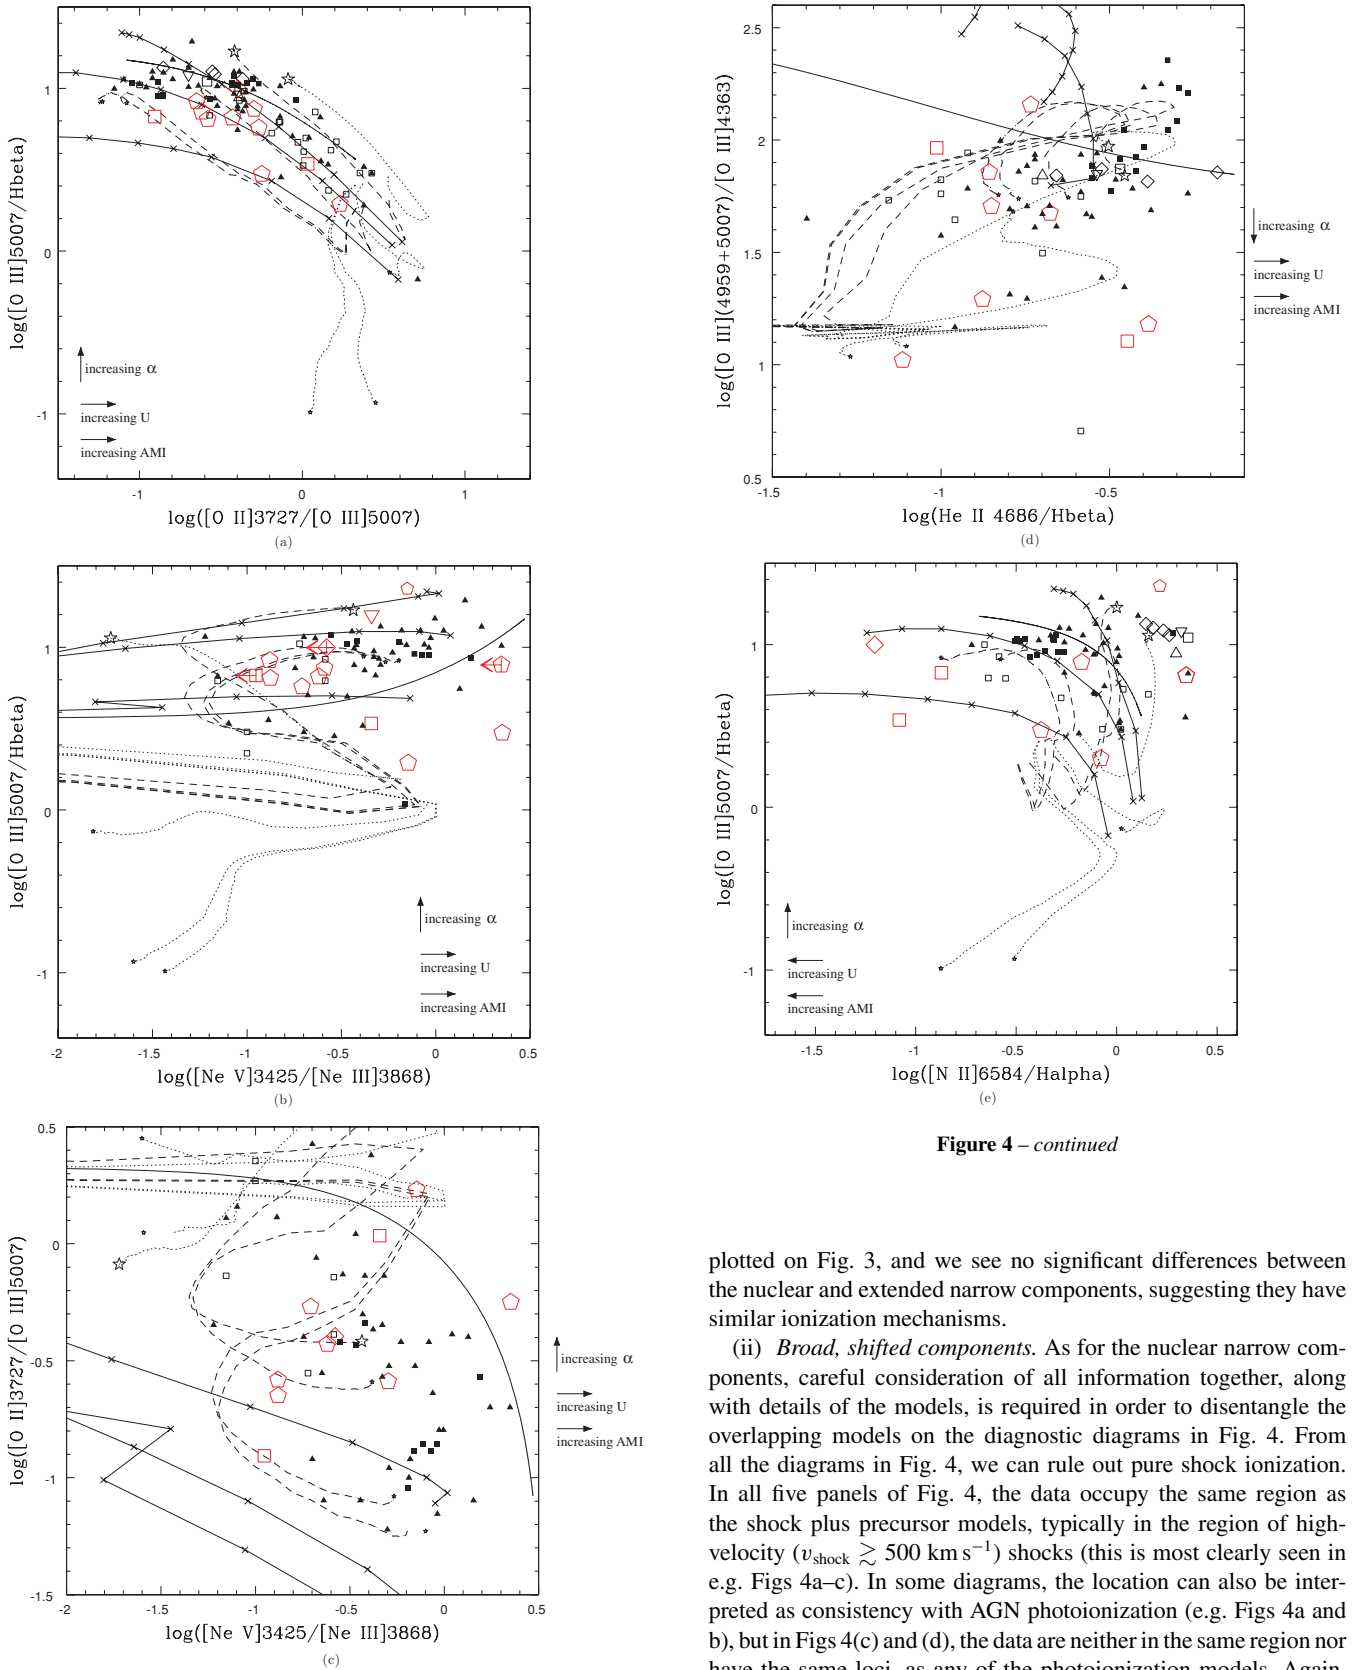 log([O III]5007/Hbeta)
1
0
-1
increasing α
increasing U
increasing AMI
-1
0
1
log([O II]3727/[O III]5007)
(a)
log([O III]5007/Hbeta)
1
0
-1
increasing α
increasing U
increasing AMI
-2
-1.5
-1
-0.5
0
0.5
log([Ne V]3425/[Ne III]3868)
(b)
log([O II]3727/[O III]5007)
0.5
0
-0.5
-1
-1.5
increasing α
increasing U
increasing AMI
-2
-1.5
-1
-0.5
0
0.5
log([Ne V]3425/[Ne III]3868)
(c)
log([O III](4959+5007)/[O III]4363)
2.5
2
1.5
1
0.5
increasing α
increasing U
increasing AMI
-1.5
-1
-0.5
log(He II 4686/Hbeta)
(d)
log([O III]5007/Hbeta)
1
0
-1
increasing α
increasing U
increasing AMI
-1.5
-1
-0.5
0
0.5
log([N II]6584/Halpha)
(e)
Figure 4 – continued
plotted on Fig. 3, and we see no significant differences between
the nuclear and extended narrow components, suggesting they have
similar ionization mechanisms.
(ii) Broad, shifted components. As for the nuclear narrow com-
ponents, careful consideration of all information together, along
with details of the models, is required in order to disentangle the
overlapping models on the diagnostic diagrams in Fig. 4. From
all the diagrams in Fig. 4, we can rule out pure shock ionization.
In all five panels of Fig. 4, the data occupy the same region as
the shock plus precursor models, typically in the region of high-
velocity (vshock ≳ 500 km s−1) shocks (this is most clearly seen in
e.g. Figs 4a–c). In some diagrams, the location can also be inter-
preted as consistency with AGN photoionization (e.g. Figs 4a and
b), but in Figs 4(c) and (d), the data are neither in the same region nor
have the same loci, as any of the photoionization models. Again,